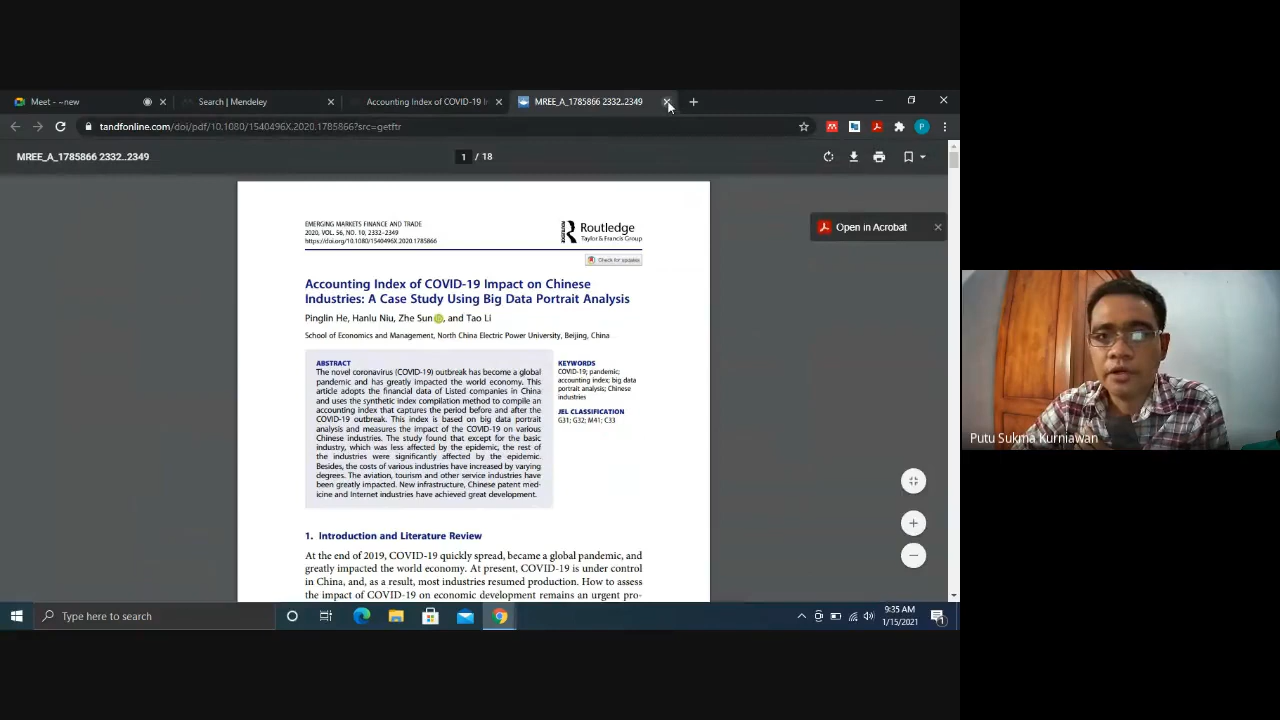 Meet - ~new
Search | Mendeley
Accounting Index of COVID-19 I
MREE_A_1785866 2332..2349
tandfonline.com/doi/pdf/10.1080/1540496X.2020.1785866?src=getftr
P
MREE_A_1785866 2332..2349
1 / 18
Open in Acrobat
EMERGING MARKETS FINANCE AND TRADE
2020, VOL. 56, NO. 10, 2332–2349
https://doi.org/10.1080/1540496X.2020.1785866
ROUTLEDGE
Routledge
Taylor & Francis Group
Check for updates
Accounting Index of COVID-19 Impact on Chinese
Industries: A Case Study Using Big Data Portrait Analysis
Pinglin He, Hanlu Niu, Zhe Sun iD, and Tao Li
School of Economics and Management, North China Electric Power University, Beijing, China
ABSTRACT
The novel coronavirus (COVID-19) outbreak has become a global
pandemic and has greatly impacted the world economy. This
article adopts the financial data of Listed companies in China
and uses the synthetic index compilation method to compile an
accounting index that captures the period before and after the
COVID-19 outbreak. This index is based on big data portrait
analysis and measures the impact of the COVID-19 on various
Chinese industries. The study found that except for the basic
industry, which was less affected by the epidemic, the rest of
the industries were significantly affected by the epidemic.
Besides, the costs of various industries have increased by varying
degrees. The aviation, tourism and other service industries have
been greatly impacted. New infrastructure, Chinese patent med-
icine and Internet industries have achieved great development.
KEYWORDS
COVID-19; pandemic;
accounting index; big data
portrait analysis; Chinese
industries
JEL CLASSIFICATION
G31; G32; M41; C33
1. Introduction and Literature Review
At the end of 2019, COVID-19 quickly spread, became a global pandemic, and
greatly impacted the world economy. At present, COVID-19 is under control
in China, and, as a result, most industries resumed production. How to assess
the impact of COVID-19 on economic development remains an urgent pro-
Putu Sukma Kurniawan
Type here to search
9:35 AM
1/15/2021
1